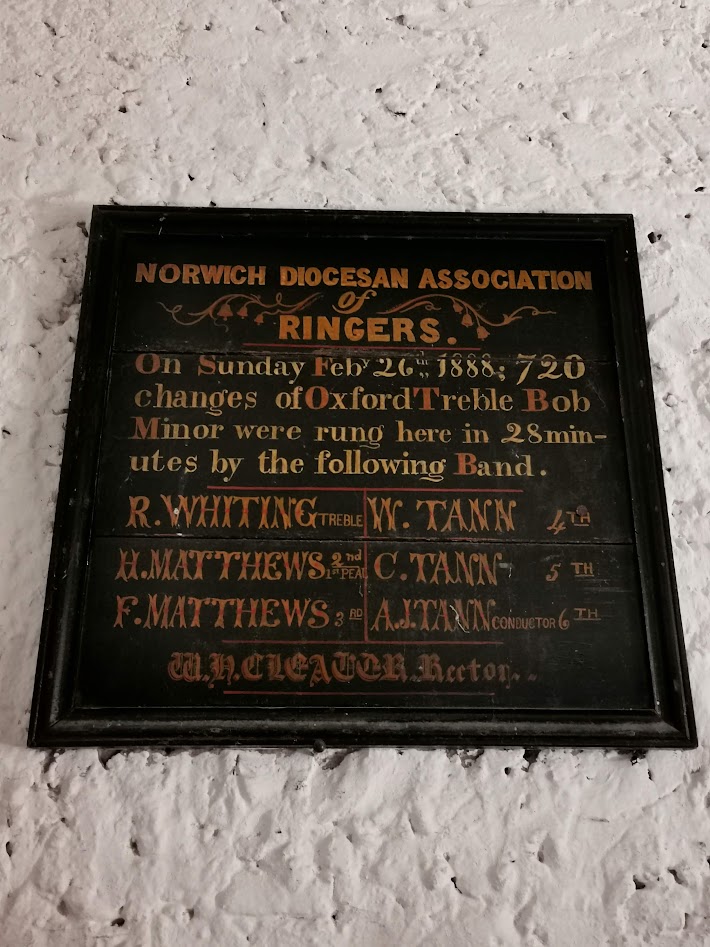 NORWICH DIOCESAN ASSOCIATION
of
RINGERS.
On Sunday Feby 26th 1888; 720
changes of Oxford Treble Bob
Minor were rung here in 28 min-
utes by the following Band.
R. WHITING TREBLE W. TANN 4TH
H. MATTHEWS 2nd 1st PEAL C. TANN 5TH
F. MATTHEWS 3RD A.J. TANN CONDUCTOR 6TH
W.H. CLEATOR. Rector.